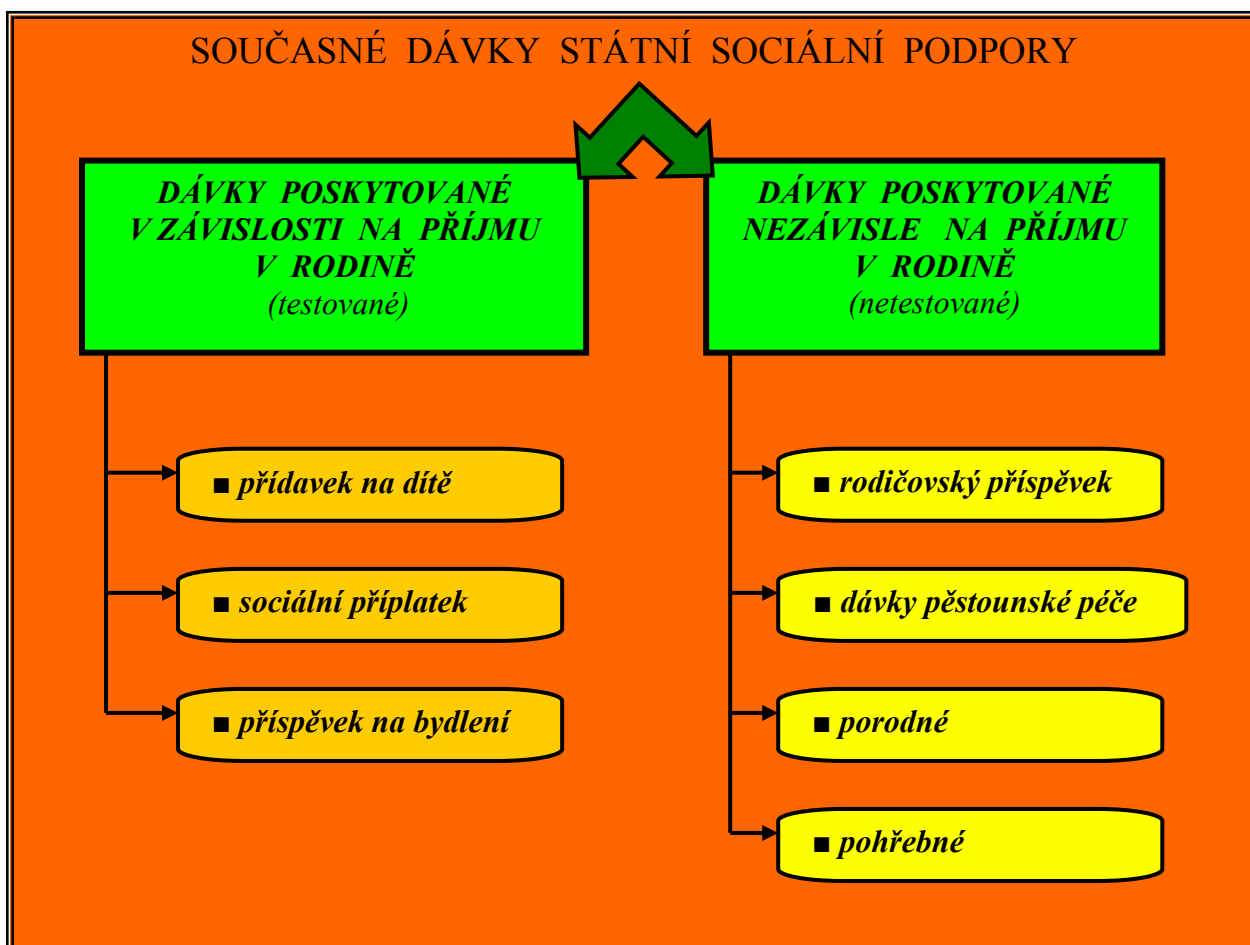 SOUČASNÉ DÁVKY STÁTNÍ SOCIÁLNÍ PODPORY
DÁVKY POSKYTOVANÉ
V ZÁVISLOSTI NA PŘÍJMU
V RODINĚ
(testované)
DÁVKY POSKYTOVANÉ
NEZÁVISLE NA PŘÍJMU
V RODINĚ
(netestované)
■ přídavek na dítě
■ sociální příplatek
■ příspěvek na bydlení
■ rodičovský příspěvek
■ dávky pěstounské péče
■ porodné
■ pohřebné